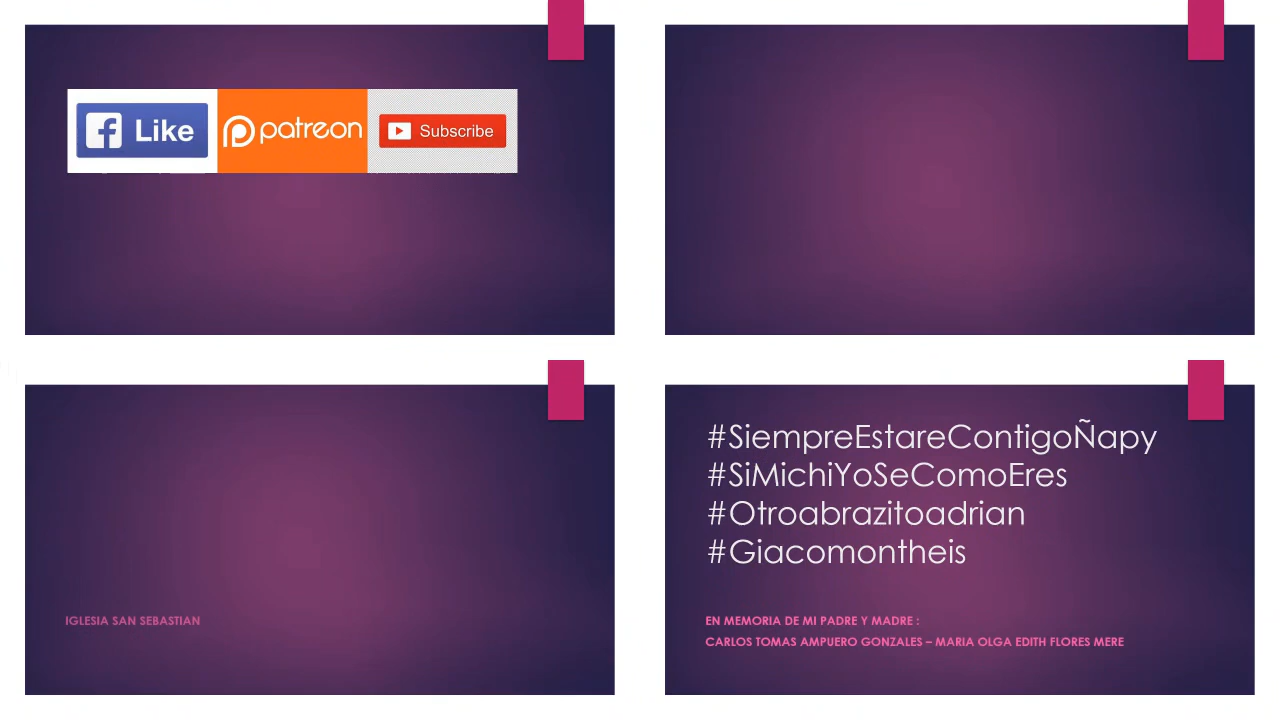 Like
patreon
Subscribe
IGLESIA SAN SEBASTIAN
#SiempreEstareContigoÑapy
#SiMichiYoSeComoEres
#Otroabrazitoadrian
#Giacomontheis
EN MEMORIA DE MI PADRE Y MADRE :
CARLOS TOMAS AMPUERO GONZALES – MARIA OLGA EDITH FLORES MERE